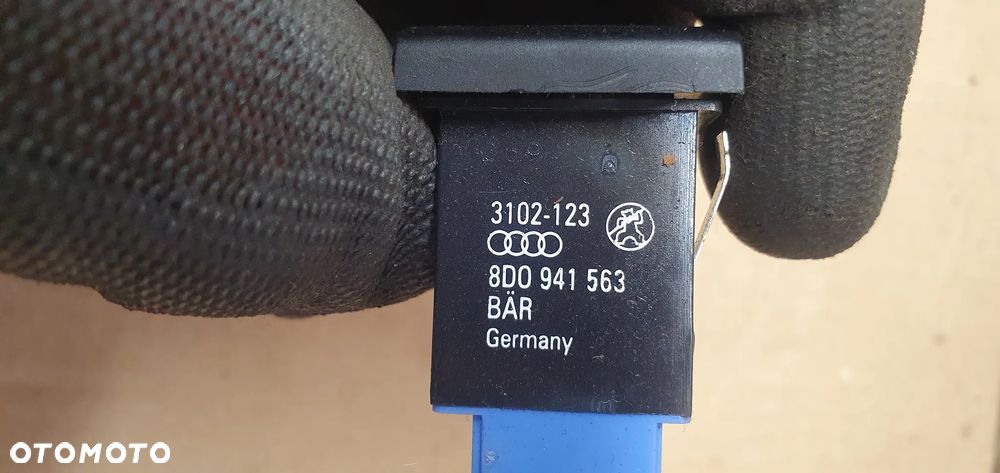 3102-123
8D0 941 563
BÄR
Germany
OTOMOTO